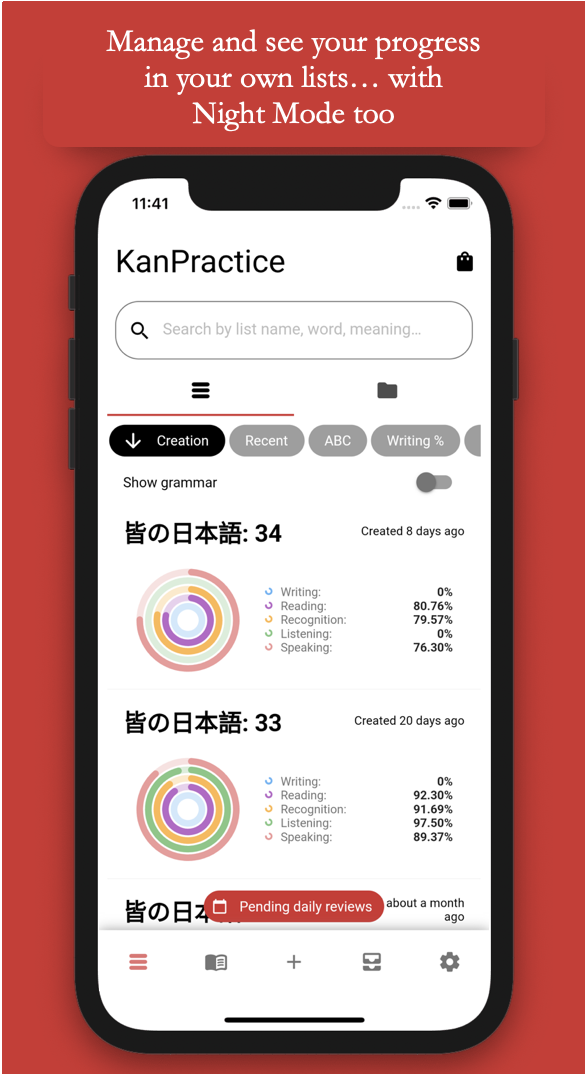 Manage and see your progress
in your own lists… with
Night Mode too
11:41
KanPractice
Search by list name, word, meaning…
Creation Recent ABC Writing %
Show grammar
皆の日本語: 34 Created 8 days ago
Writing: 0%
Reading: 80.76%
Recognition: 79.57%
Listening: 0%
Speaking: 76.30%
皆の日本語: 33 Created 20 days ago
Writing: 0%
Reading: 92.30%
Recognition: 91.69%
Listening: 97.50%
Speaking: 89.37%
皆の日本 about a month
ago
Pending daily reviews